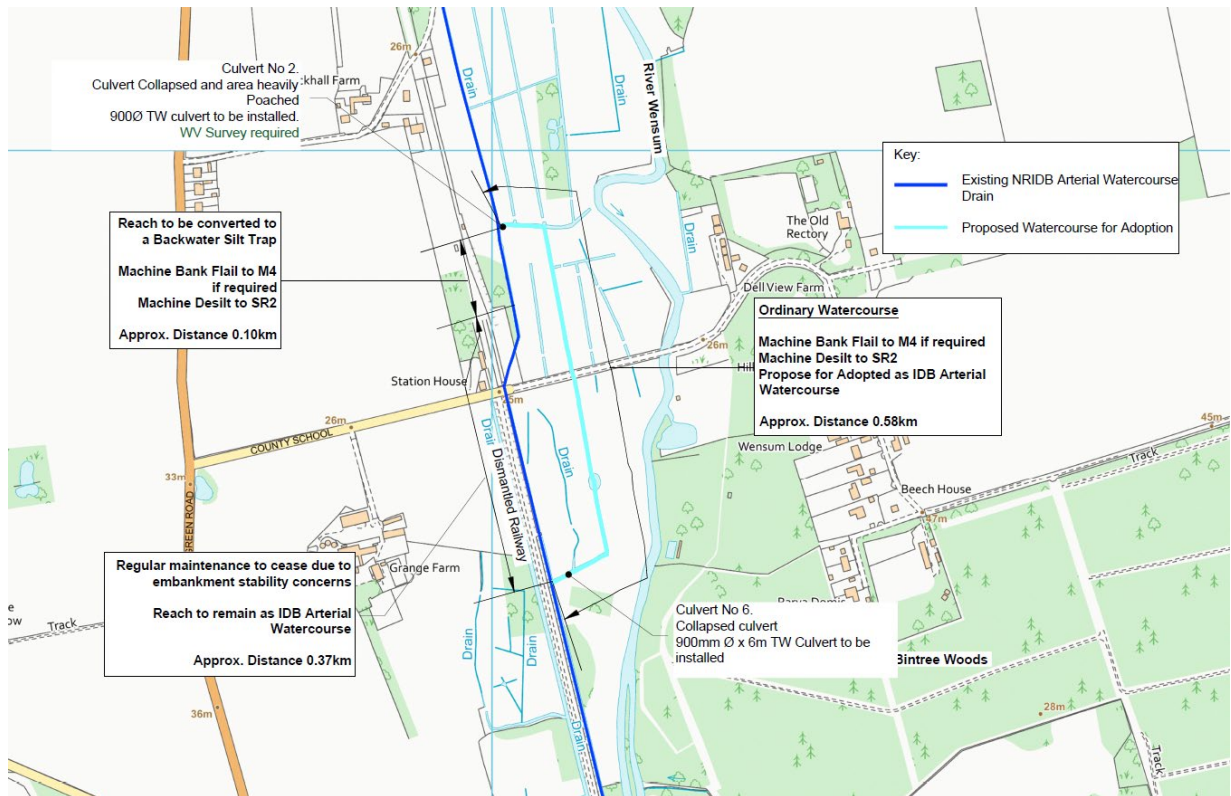 26m
Culvert No 2.
Culvert Collapsed and area heavily
Poached
900Ø TW culvert to be installed.
WV Survey required
ckhall Farm
Drain
Drain
River Wensum
Key:
Existing NRIDB Arterial Watercourse
Drain
Proposed Watercourse for Adoption
Reach to be converted to
a Backwater Silt Trap
Machine Bank Flail to M4
if required
Machine Desilt to SR2
Approx. Distance 0.10km
Drain
The Old
Rectory
Dell View Farm
Ordinary Watercourse
Machine Bank Flail to M4 if required
Machine Desilt to SR2
Propose for Adopted as IDB Arterial
Watercourse
Approx. Distance 0.58km
26m
Hill
Station House
25m
26m
COUNTY SCHOOL
33m
GREEN ROAD
Drain
Dismantled Railway
Drain
Wensum Lodge
45m
Track
Beech House
47m
Grange Farm
Regular maintenance to cease due to
embankment stability concerns
Reach to remain as IDB Arterial
Watercourse
Approx. Distance 0.37km
Track
36m
Drain
Drain
Drain
Culvert No 6.
Collapsed culvert
900mm Ø x 6m TW Culvert to be
installed
Bintree Woods
28m
Track